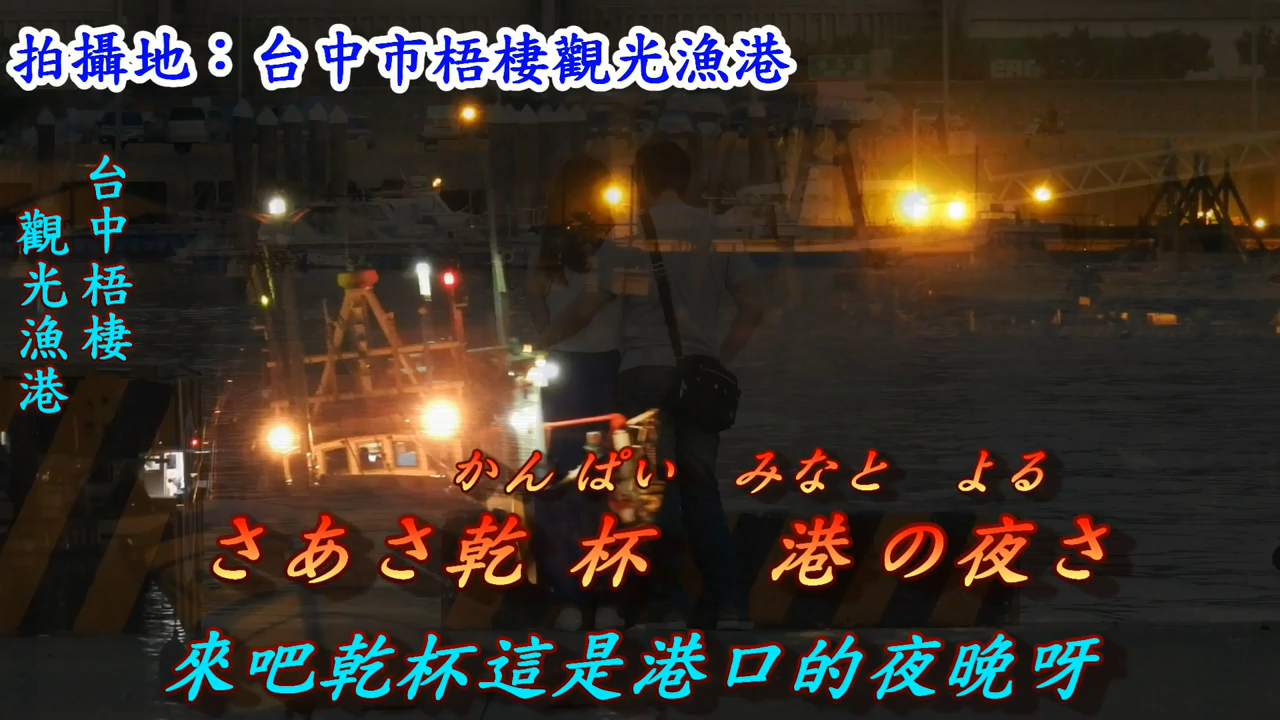 拍攝地：台中市梧棲觀光漁港
台中梧棲
觀光漁港
かんぱい　みなと　よる
さあさ乾杯　港の夜さ
來吧乾杯這是港口的夜晚呀